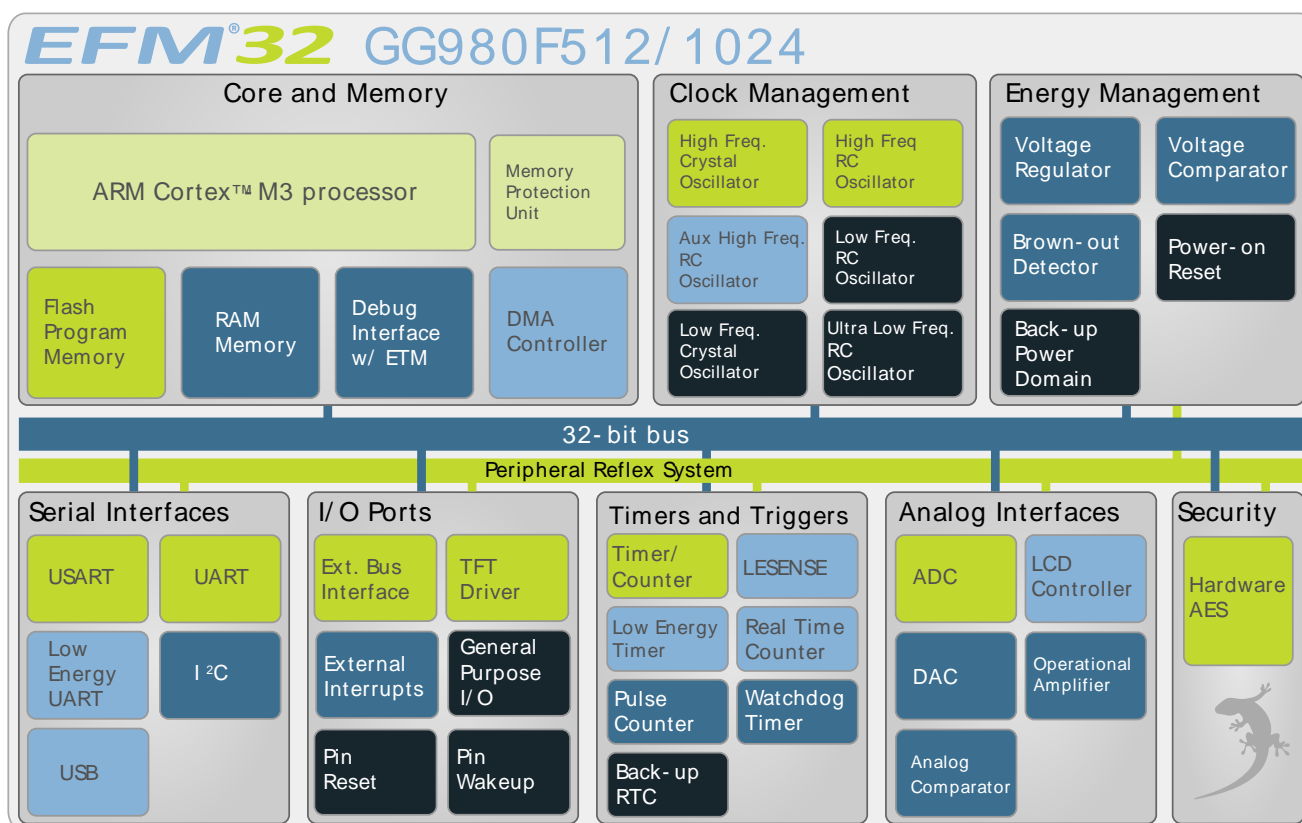 EFM®32 GG980F512/1024
Core and Memory
ARM Cortex™ M3 processor
Memory
Protection
Unit
Flash
Program
Memory
RAM
Memory
Debug
Interface
w/ ETM
DMA
Controller
Clock Management
High Freq.
Crystal
Oscillator
High Freq
RC
Oscillator
Aux High Freq.
RC
Oscillator
Low Freq.
RC
Oscillator
Low Freq.
Crystal
Oscillator
Ultra Low Freq.
RC
Oscillator
Energy Management
Voltage
Regulator
Voltage
Comparator
Brown-out
Detector
Power-on
Reset
Back-up
Power
Domain
32-bit bus
Peripheral Reflex System
Serial Interfaces
USART
UART
Low
Energy
UART
I²C
USB
I/O Ports
Ext. Bus
Interface
TFT
Driver
External
Interrupts
General
Purpose
I/O
Pin
Reset
Pin
Wakeup
Timers and Triggers
Timer/
Counter
LESENSE
Low Energy
Timer
Real Time
Counter
Pulse
Counter
Watchdog
Timer
Back-up
RTC
Analog Interfaces
ADC
LCD
Controller
DAC
Operational
Amplifier
Analog
Comparator
Security
Hardware
AES